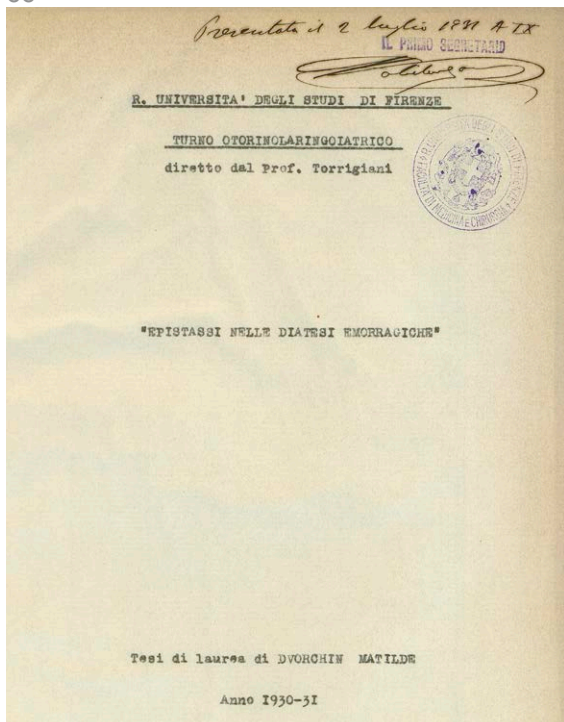 Presentata il 2 luglio 1931 A IX
IL PRIMO SEGRETARIO
R. UNIVERSITA' DEGLI STUDI DI FIRENZE
TURNO OTORINOLARINGOIATRICO
diretto dal Prof. Torrigiani
"EPISTASSI NELLE DIATESI EMORRAGICHE"
Tesi di laurea di DVORCHIN MATILDE
Anno I930-3I